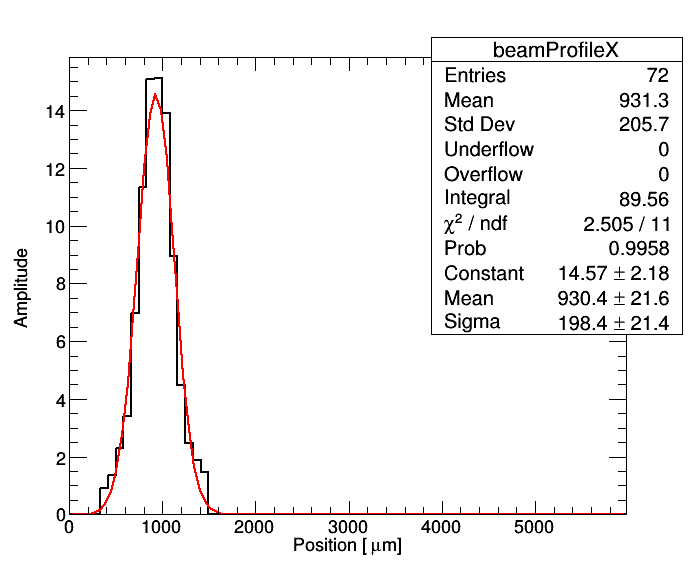 beamProfileX
Entries 72
Mean 931.3
Std Dev 205.7
Underflow 0
Overflow 0
Integral 89.56
χ² / ndf 2.505 / 11
Prob 0.9958
Constant 14.57 ± 2.18
Mean 930.4 ± 21.6
Sigma 198.4 ± 21.4
14
12
10
8
6
4
2
0
Amplitude
0 1000 2000 3000 4000 5000
Position [ μm]